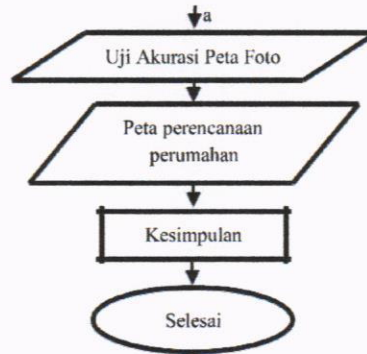 a
Uji Akurasi Peta Foto
Peta perencanaan
perumahan
Kesimpulan
Selesai